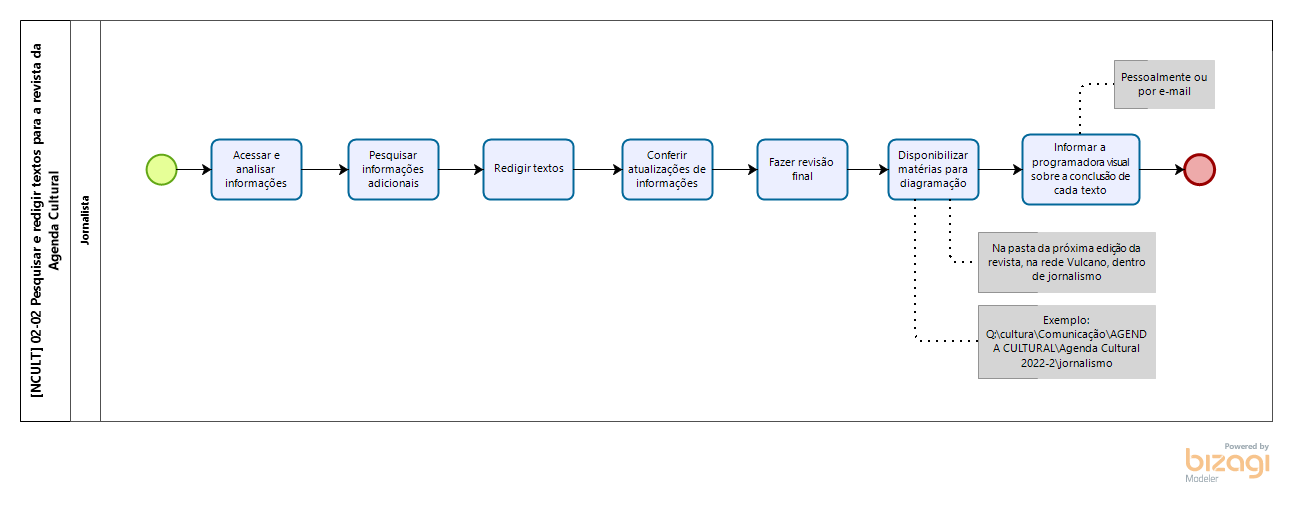 [NCULT] 02-02 Pesquisar e redigir textos para a revista da
Agenda Cultural
Jornalista
Acessar e
analisar
informações
Pesquisar
informações
adicionais
Redigir textos
Conferir
atualizações de
informações
Fazer revisão
final
Disponibilizar
matérias para
diagramação
Informar a
programadora visual
sobre a conclusão de
cada texto
Pessoalmente ou
por e-mail
Na pasta da próxima edição da
revista, na rede Vulcano, dentro
de jornalismo
Exemplo:
Q:\cultura\Comunicação\AGEND
A CULTURAL\Agenda Cultural
2022-2\jornalismo
Powered by
bizagi
Modeler